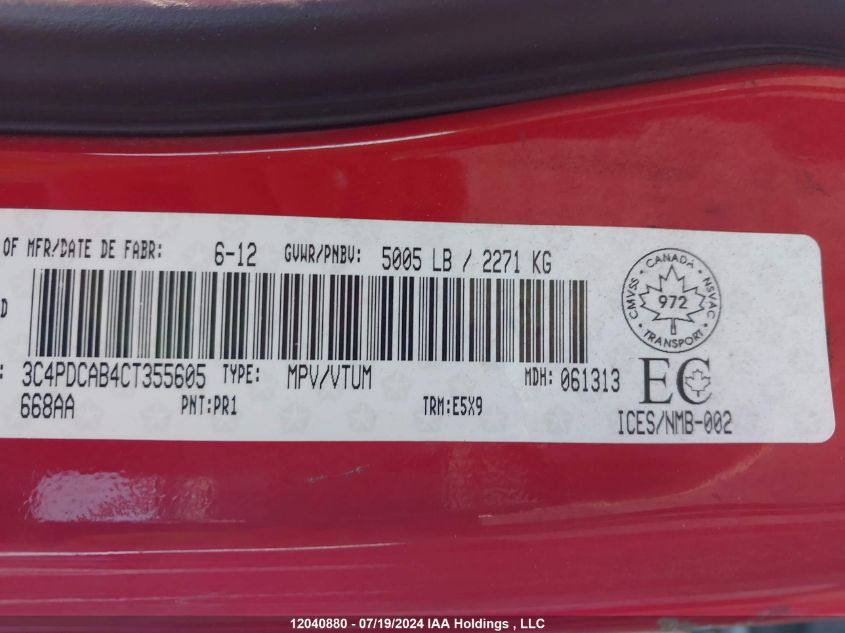 OF MFR/DATE DE FABR: 6-12 GVWR/PNBV: 5005 LB / 2271 KG
D
CMVSS · CANADA · NSVAC
972
· TRANSPORT ·
: 3C4PDCAB4CT355605 TYPE: MPV/VTUM MDH: 061313 EC
668AA PNT:PR1 TRM:E5X9 ICES/NMB-002
12040880 - 07/19/2024 IAA Holdings , LLC